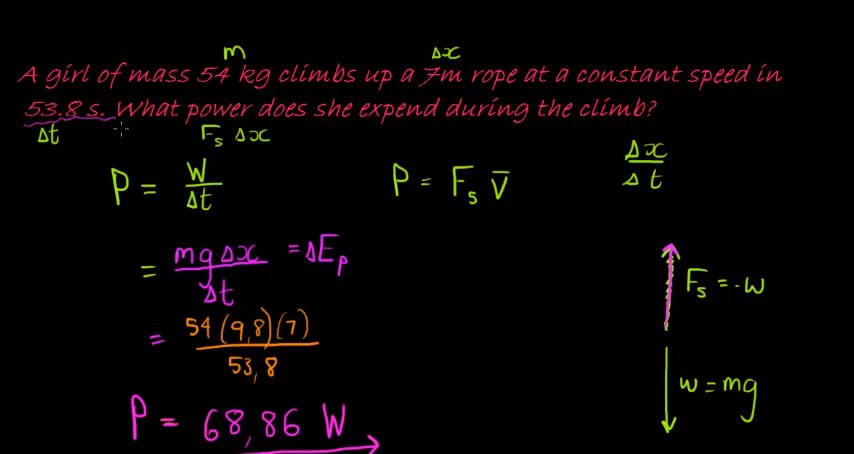 m Δx
A girl of mass 54 kg climbs up a 7m rope at a constant speed in
53.8 s. What power does she expend during the climb?
Δt Fs Δx
P = W/Δt
P = Fs v̄
Δx/Δt
= mgΔx/Δt = ΔEp
= 54(9,8)(7)/53,8
P = 68,86 W
Fs = -w
w = mg